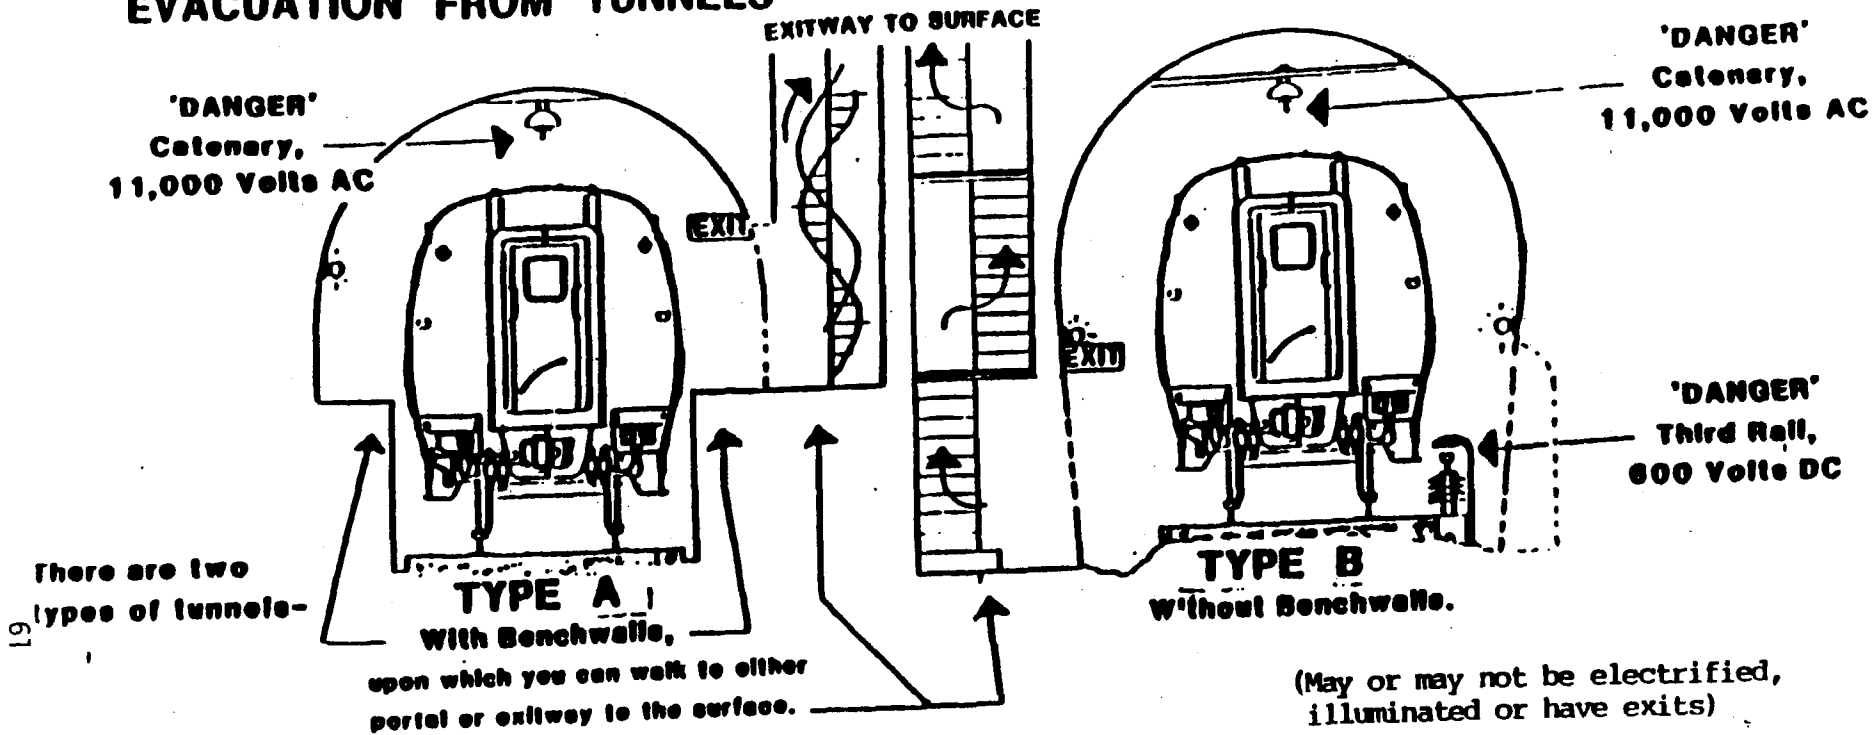 EVACUATION FROM TUNNELS
EXITWAY TO SURFACE
'DANGER'
Catenary,
11,000 Volts AC
'DANGER'
Catenary,
11,000 Volts AC
EXIT
EXIT
'DANGER'
Third Rail,
600 Volts DC
There are two
types of tunnels-
TYPE A
With Benchwalls,
upon which you can walk to either
portal or exitway to the surface.
TYPE B
Without Benchwalls.
(May or may not be electrified,
illuminated or have exits)
61